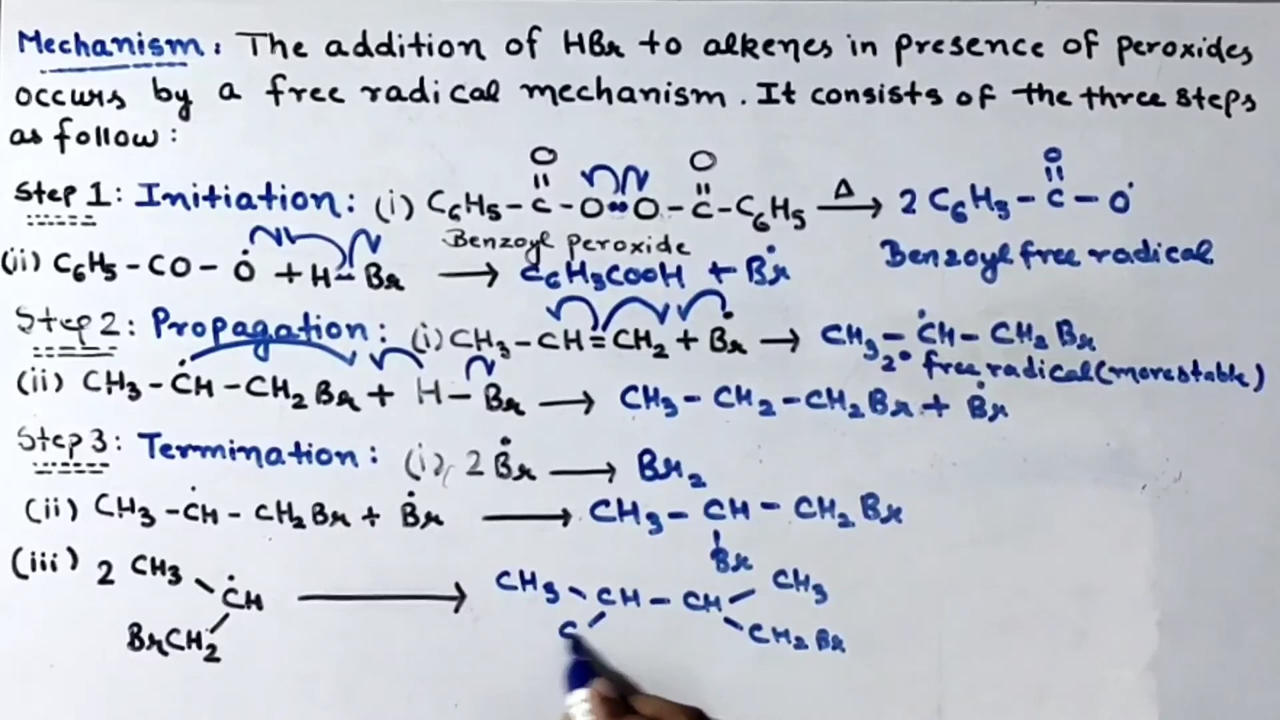 Mechanism: The addition of HBr to alkenes in presence of peroxides
occurs by a free radical mechanism. It consists of the three steps
as follow:
O O O
Step 1: Initiation: (i) C6H5-C-O••O-C-C6H5 Δ→ 2 C6H5-C-O•
Benzoyl peroxide Benzoyl free radical
(ii) C6H5-CO-O• + H-Br → C6H5COOH + Br•
Step 2: Propagation: (i) CH3-CH=CH2 + Br• → CH3-ĊH-CH2Br
2° free radical (more stable)
(ii) CH3-ĊH-CH2Br + H-Br → CH3-CH2-CH2Br + Br•
Step 3: Termination: (i) 2Br• → Br2
(ii) CH3-ĊH-CH2Br + Br• → CH3-CH-CH2Br
Br
(iii) 2 CH3 CH3 CH3
ĊH → CH-CH
BrCH2 C CH2Br